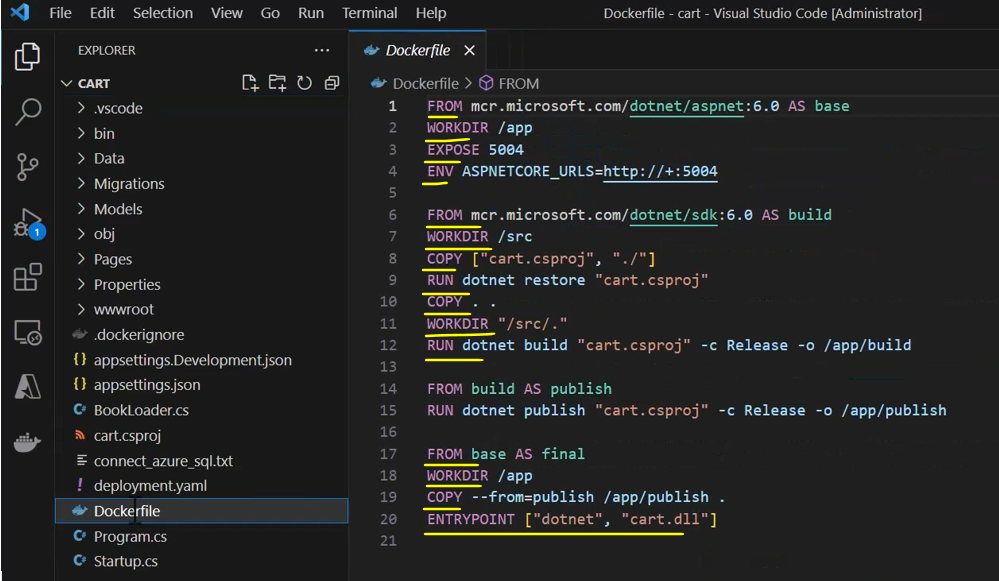 File Edit Selection View Go Run Terminal Help Dockerfile - cart - Visual Studio Code [Administrator]
EXPLORER ...
CART
.vscode
bin
Data
Migrations
Models
obj
Pages
Properties
wwwroot
.dockerignore
{} appsettings.Development.json
{} appsettings.json
C# BookLoader.cs
cart.csproj
connect_azure_sql.txt
! deployment.yaml
Dockerfile
C# Program.cs
C# Startup.cs
1
Dockerfile
Dockerfile > FROM
1 FROM mcr.microsoft.com/dotnet/aspnet:6.0 AS base
2 WORKDIR /app
3 EXPOSE 5004
4 ENV ASPNETCORE_URLS=http://+:5004
5
6 FROM mcr.microsoft.com/dotnet/sdk:6.0 AS build
7 WORKDIR /src
8 COPY ["cart.csproj", "./"]
9 RUN dotnet restore "cart.csproj"
10 COPY . .
11 WORKDIR "/src/."
12 RUN dotnet build "cart.csproj" -c Release -o /app/build
13
14 FROM build AS publish
15 RUN dotnet publish "cart.csproj" -c Release -o /app/publish
16
17 FROM base AS final
18 WORKDIR /app
19 COPY --from=publish /app/publish .
20 ENTRYPOINT ["dotnet", "cart.dll"]
21